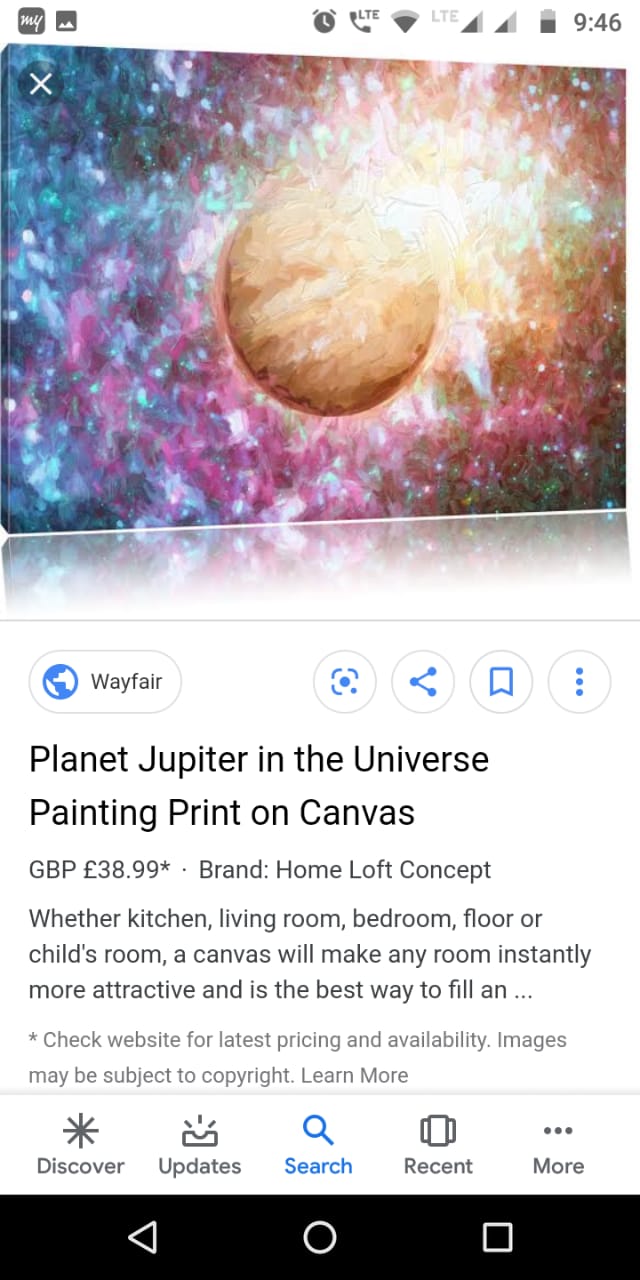 my LTE LTE 9:46
Wayfair
Planet Jupiter in the Universe
Painting Print on Canvas
GBP £38.99* · Brand: Home Loft Concept
Whether kitchen, living room, bedroom, floor or
child's room, a canvas will make any room instantly
more attractive and is the best way to fill an ...
* Check website for latest pricing and availability. Images
may be subject to copyright. Learn More
Discover Updates Search Recent More